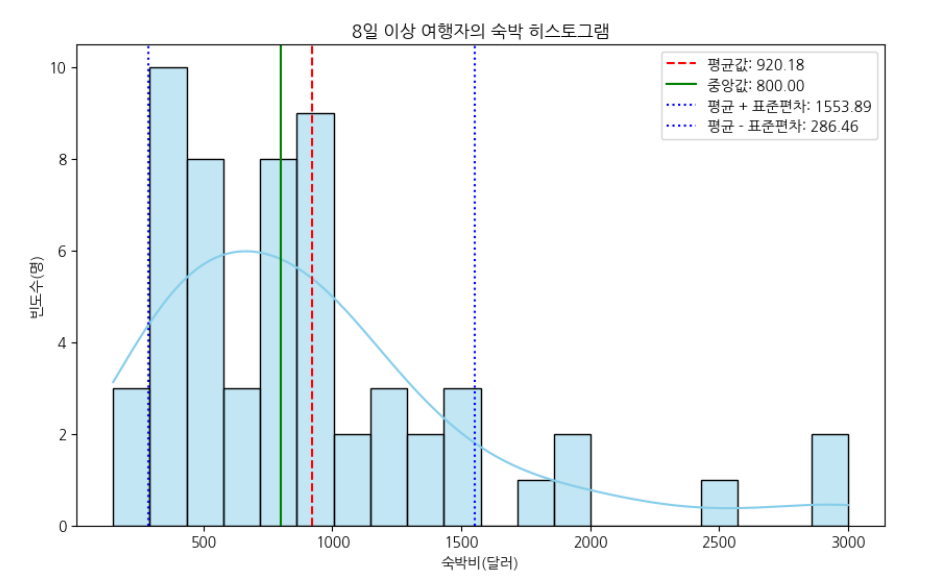 8일 이상 여행자의 숙박 히스토그램
평균값: 920.18
중앙값: 800.00
평균 + 표준편차: 1553.89
평균 - 표준편차: 286.46
빈도수(명)
10
8
6
4
2
0
500 1000 1500 2000 2500 3000
숙박비(달러)